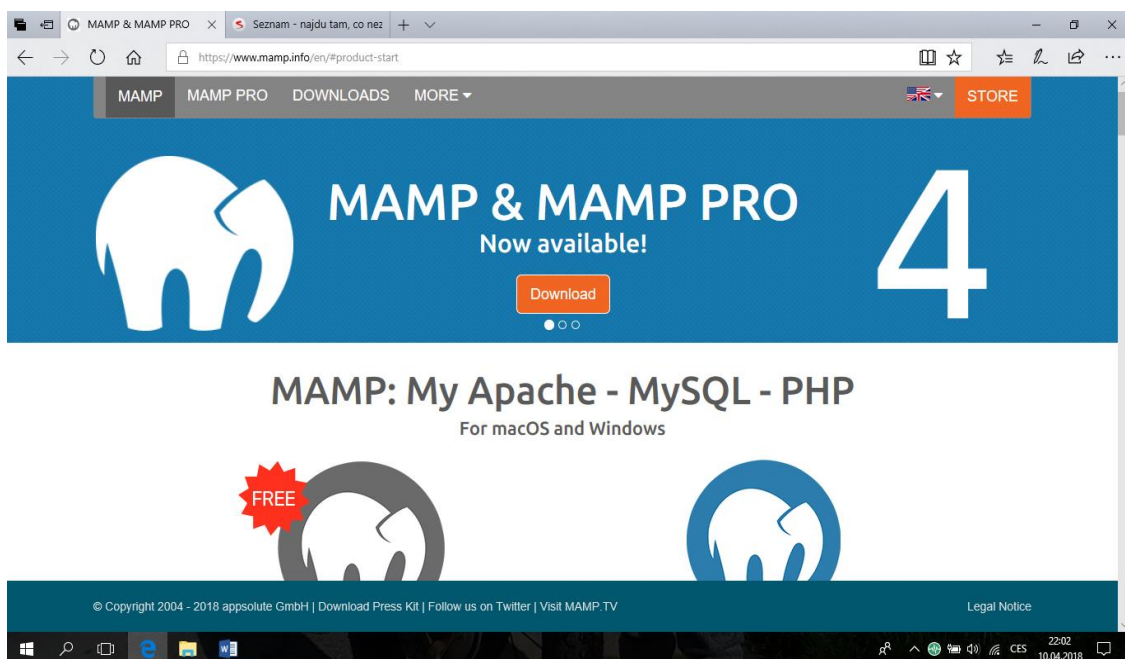 MAMP & MAMP PRO
Seznam - najdu tam, co nez
https://www.mamp.info/en/#product-start
MAMP MAMP PRO DOWNLOADS MORE STORE
MAMP & MAMP PRO
4
Now available!
Download
MAMP: My Apache - MySQL - PHP
For macOS and Windows
FREE
© Copyright 2004 - 2018 appsolute GmbH | Download Press Kit | Follow us on Twitter | Visit MAMP.TV Legal Notice
CES
22:02
10.04.2018